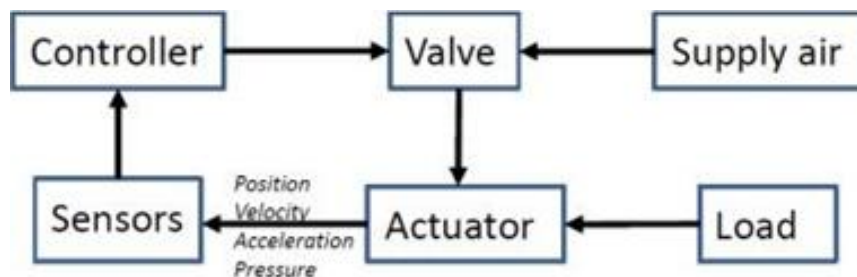 Controller
Valve
Supply air
Sensors
Position
Velocity
Acceleration
Pressure
Actuator
Load